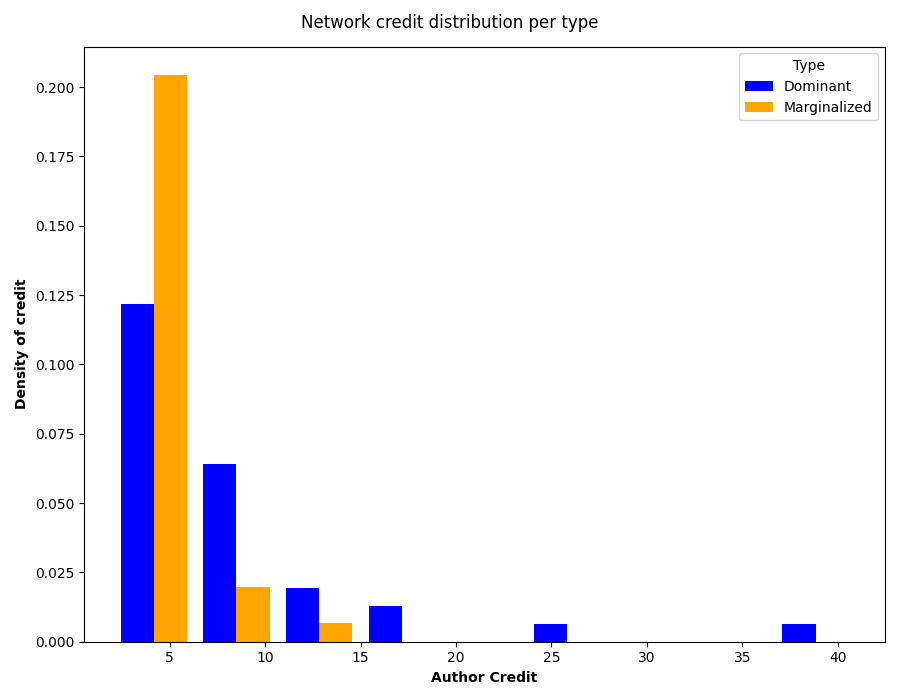 Network credit distribution per type
Type
Dominant
Marginalized
0.200
0.175
0.150
0.125
0.100
0.075
0.050
0.025
0.000
Density of credit
5 10 15 20 25 30 35 40
Author Credit